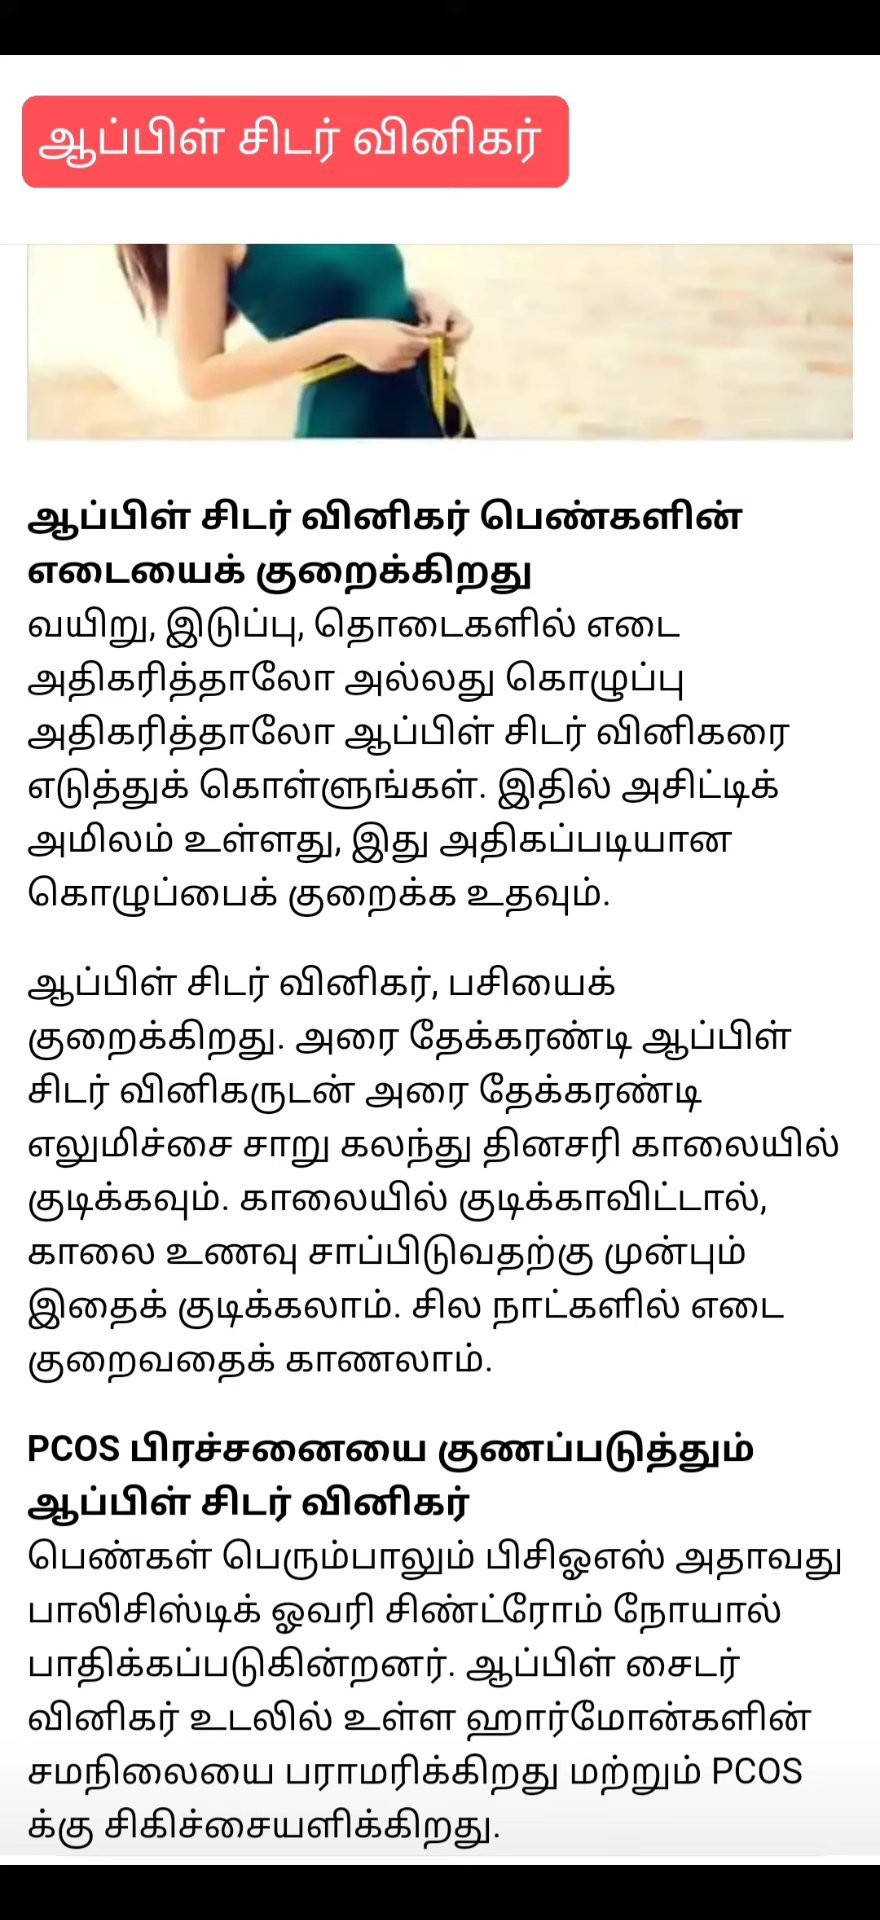 ஆப்பிள் சிடர் வினிகர்
ஆப்பிள் சிடர் வினிகர் பெண்களின்
எடையைக் குறைக்கிறது
வயிறு, இடுப்பு, தொடைகளில் எடை
அதிகரித்தாலோ அல்லது கொழுப்பு
அதிகரித்தாலோ ஆப்பிள் சிடர் வினிகரை
எடுத்துக் கொள்ளுங்கள். இதில் அசிட்டிக்
அமிலம் உள்ளது, இது அதிகப்படியான
கொழுப்பைக் குறைக்க உதவும்.
ஆப்பிள் சிடர் வினிகர், பசியைக்
குறைக்கிறது. அரை தேக்கரண்டி ஆப்பிள்
சிடர் வினிகருடன் அரை தேக்கரண்டி
எலுமிச்சை சாறு கலந்து தினசரி காலையில்
குடிக்கவும். காலையில் குடிக்காவிட்டால்,
காலை உணவு சாப்பிடுவதற்கு முன்பும்
இதைக் குடிக்கலாம். சில நாட்களில் எடை
குறைவதைக் காணலாம்.
PCOS பிரச்சனையை குணப்படுத்தும்
ஆப்பிள் சிடர் வினிகர்
பெண்கள் பெரும்பாலும் பிசிஓஎஸ் அதாவது
பாலிசிஸ்டிக் ஓவரி சிண்ட்ரோம் நோயால்
பாதிக்கப்படுகின்றனர். ஆப்பிள் சைடர்
வினிகர் உடலில் உள்ள ஹார்மோன்களின்
சமநிலையை பராமரிக்கிறது மற்றும் PCOS
க்கு சிகிச்சையளிக்கிறது.